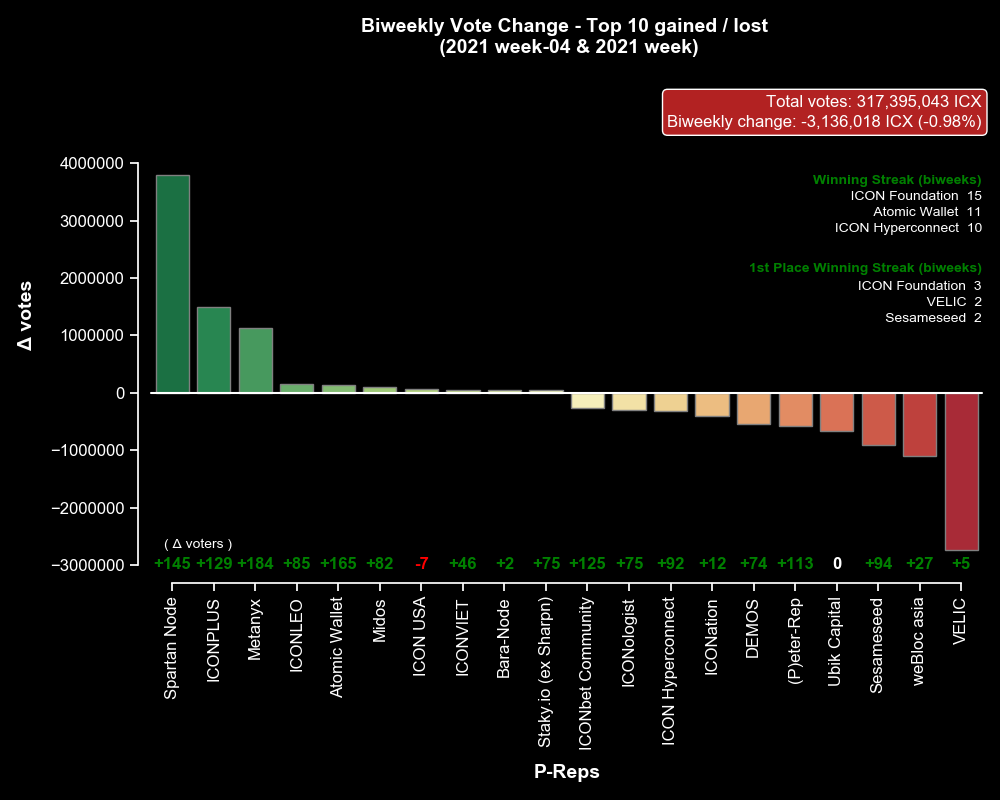 Biweekly Vote Change - Top 10 gained / lost
(2021 week-04 & 2021 week)
Total votes: 317,395,043 ICX
Biweekly change: -3,136,018 ICX (-0.98%)
Winning Streak (biweeks)
ICON Foundation 15
Atomic Wallet 11
ICON Hyperconnect 10
1st Place Winning Streak (biweeks)
ICON Foundation 3
VELIC 2
Sesameseed 2
Δ votes
4000000
3000000
2000000
1000000
0
−1000000
−2000000
−3000000
( Δ voters )
+145 +129 +184 +85 +165 +82 -7 +46 +2 +75 +125 +75 +92 +12 +74 +113 0 +94 +27 +5
Spartan Node
ICONPLUS
Metanyx
ICONLEO
Atomic Wallet
Midos
ICON USA
ICONVIET
Bara-Node
Staky.io (ex Sharpn)
ICONbet Community
ICONologist
ICON Hyperconnect
ICONation
DEMOS
(P)eter-Rep
Ubik Capital
Sesameseed
weBloc asia
VELIC
P-Reps